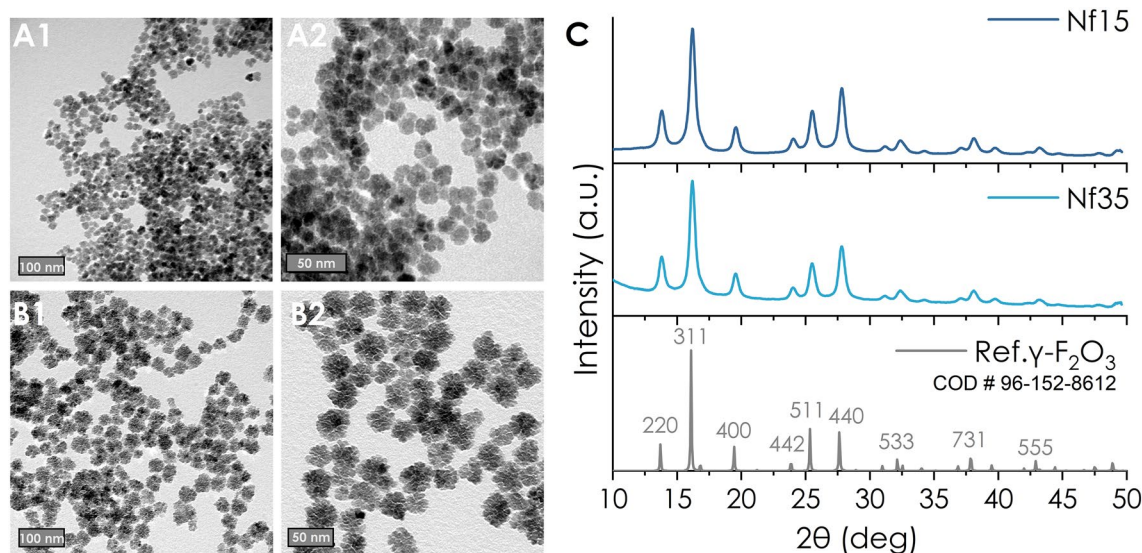 A1
100 nm
A2
50 nm
B1
100 nm
B2
50 nm
C
Nf15
Nf35
Ref.γ-F₂O₃
COD # 96-152-8612
311
220
400
442
511
440
533
731
555
Intensity (a.u.)
10 15 20 25 30 35 40 45 50
2θ (deg)